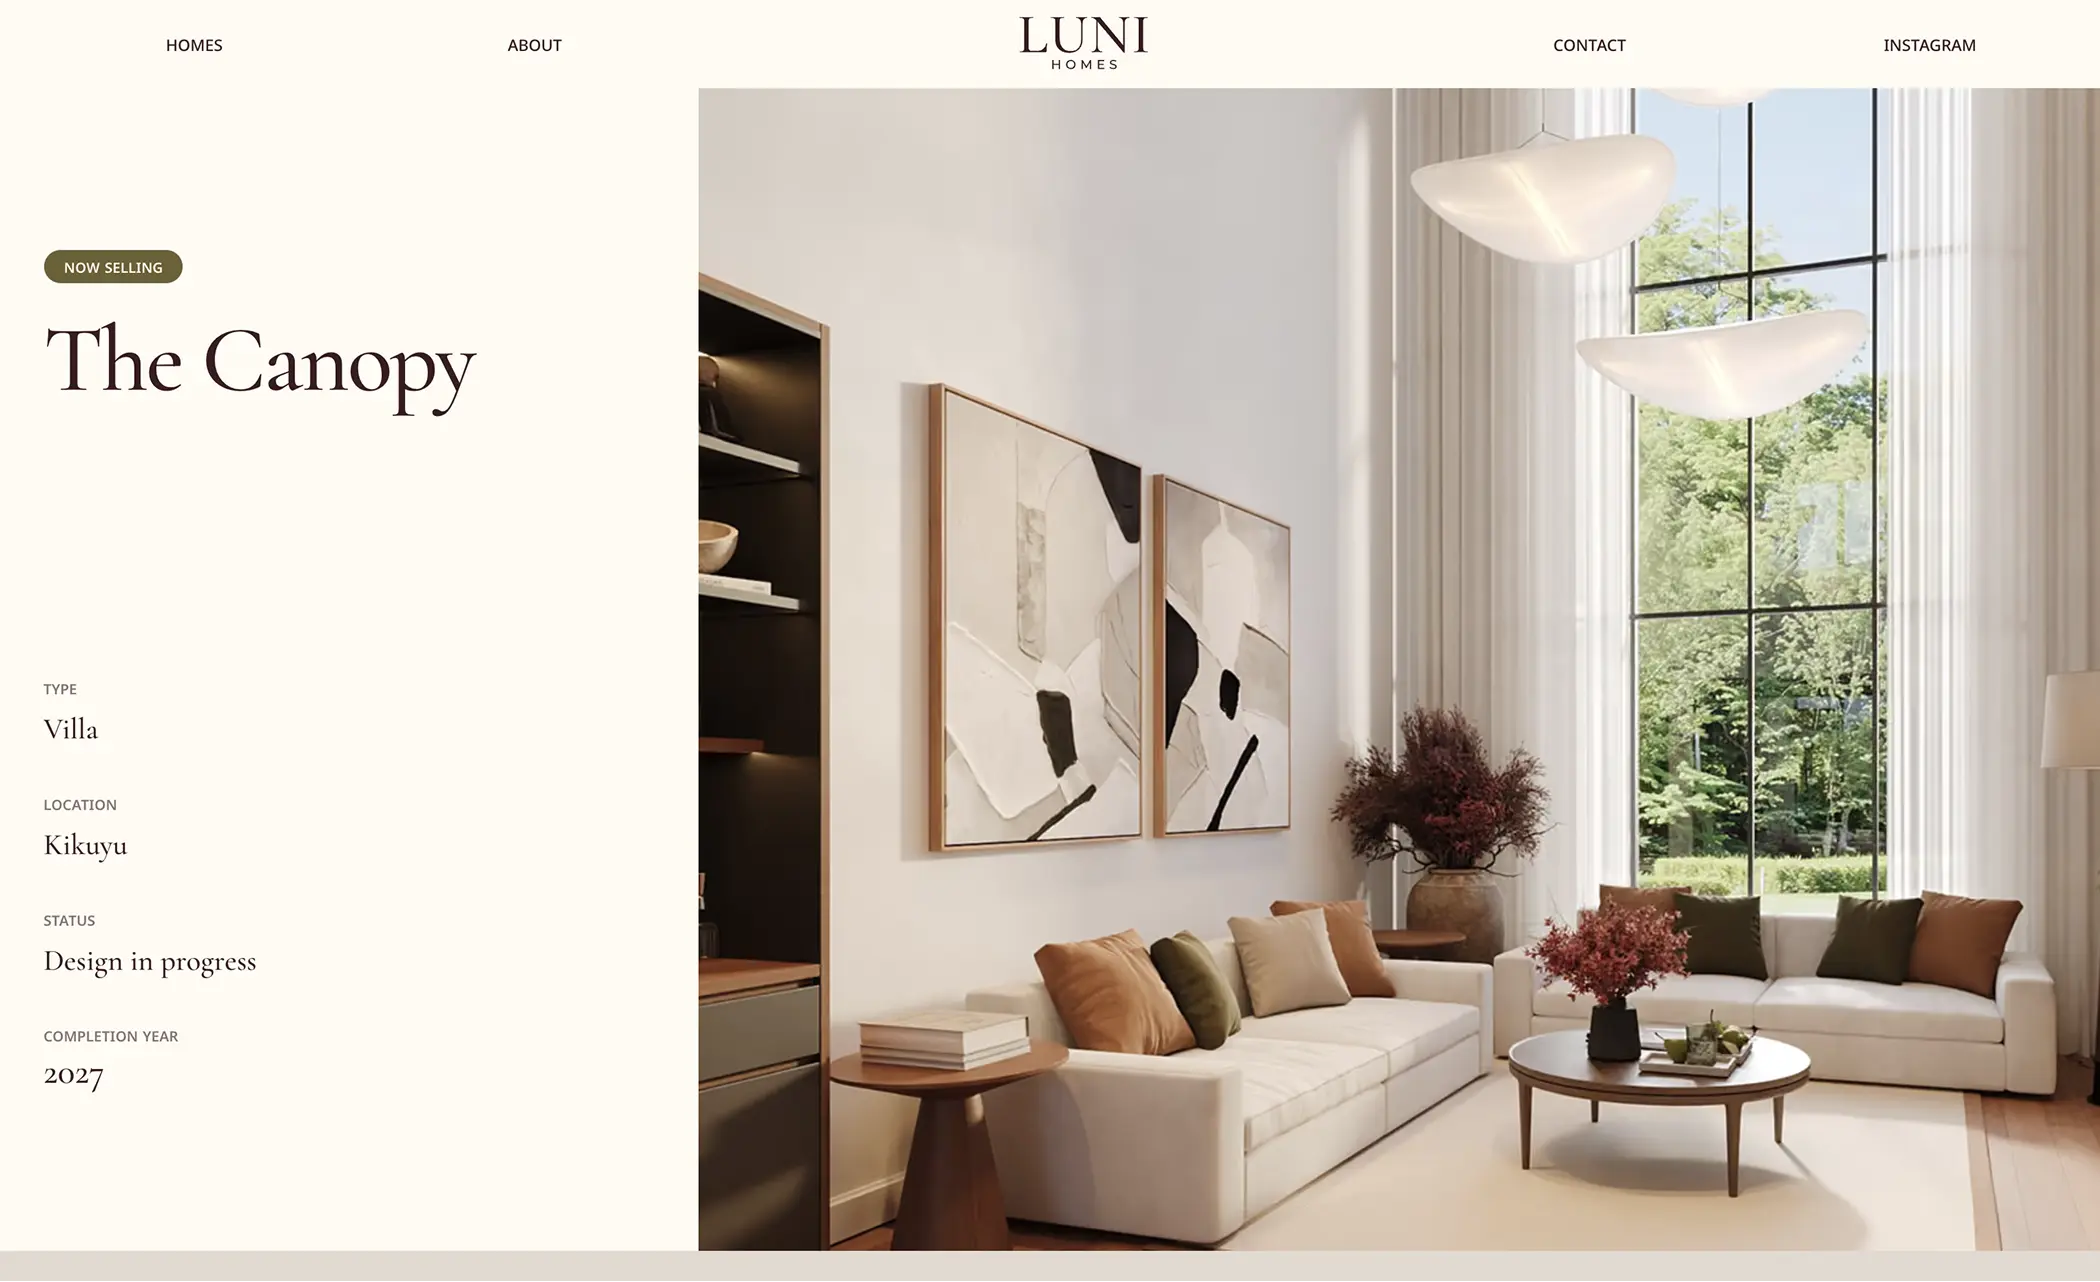 HOMES
ABOUT
LUNI
HOMES
CONTACT
INSTAGRAM
NOW SELLING
The Canopy
TYPE
Villa
LOCATION
Kikuyu
STATUS
Design in progress
COMPLETION YEAR
2027